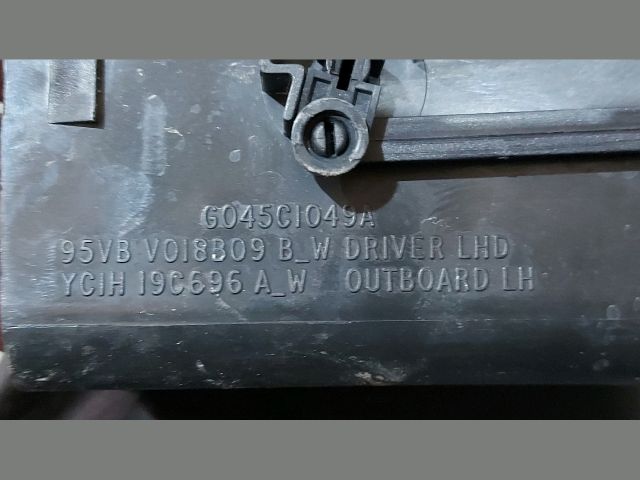 G045C1049A
95VB V018B09 B_W DRIVER LHD
YC1H 19C696 A_W OUTBOARD LH